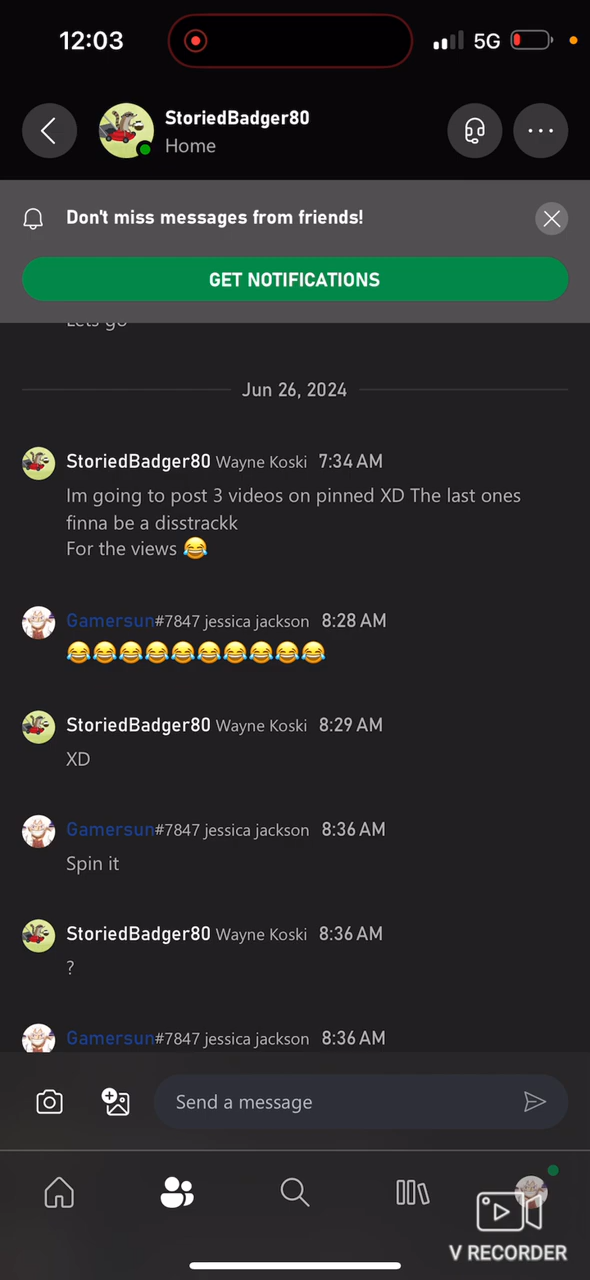 12:03
5G
StoriedBadger80
Home
Don't miss messages from friends!
GET NOTIFICATIONS
Lets go
Jun 26, 2024
StoriedBadger80 Wayne Koski 7:34 AM
Im going to post 3 videos on pinned XD The last ones
finna be a disstrackk
For the views 😂
Gamersun#7847 jessica jackson 8:28 AM
😂😂😂😂😂😂😂😂😂😂
StoriedBadger80 Wayne Koski 8:29 AM
XD
Gamersun#7847 jessica jackson 8:36 AM
Spin it
StoriedBadger80 Wayne Koski 8:36 AM
?
Gamersun#7847 jessica jackson 8:36 AM
Send a message
V RECORDER